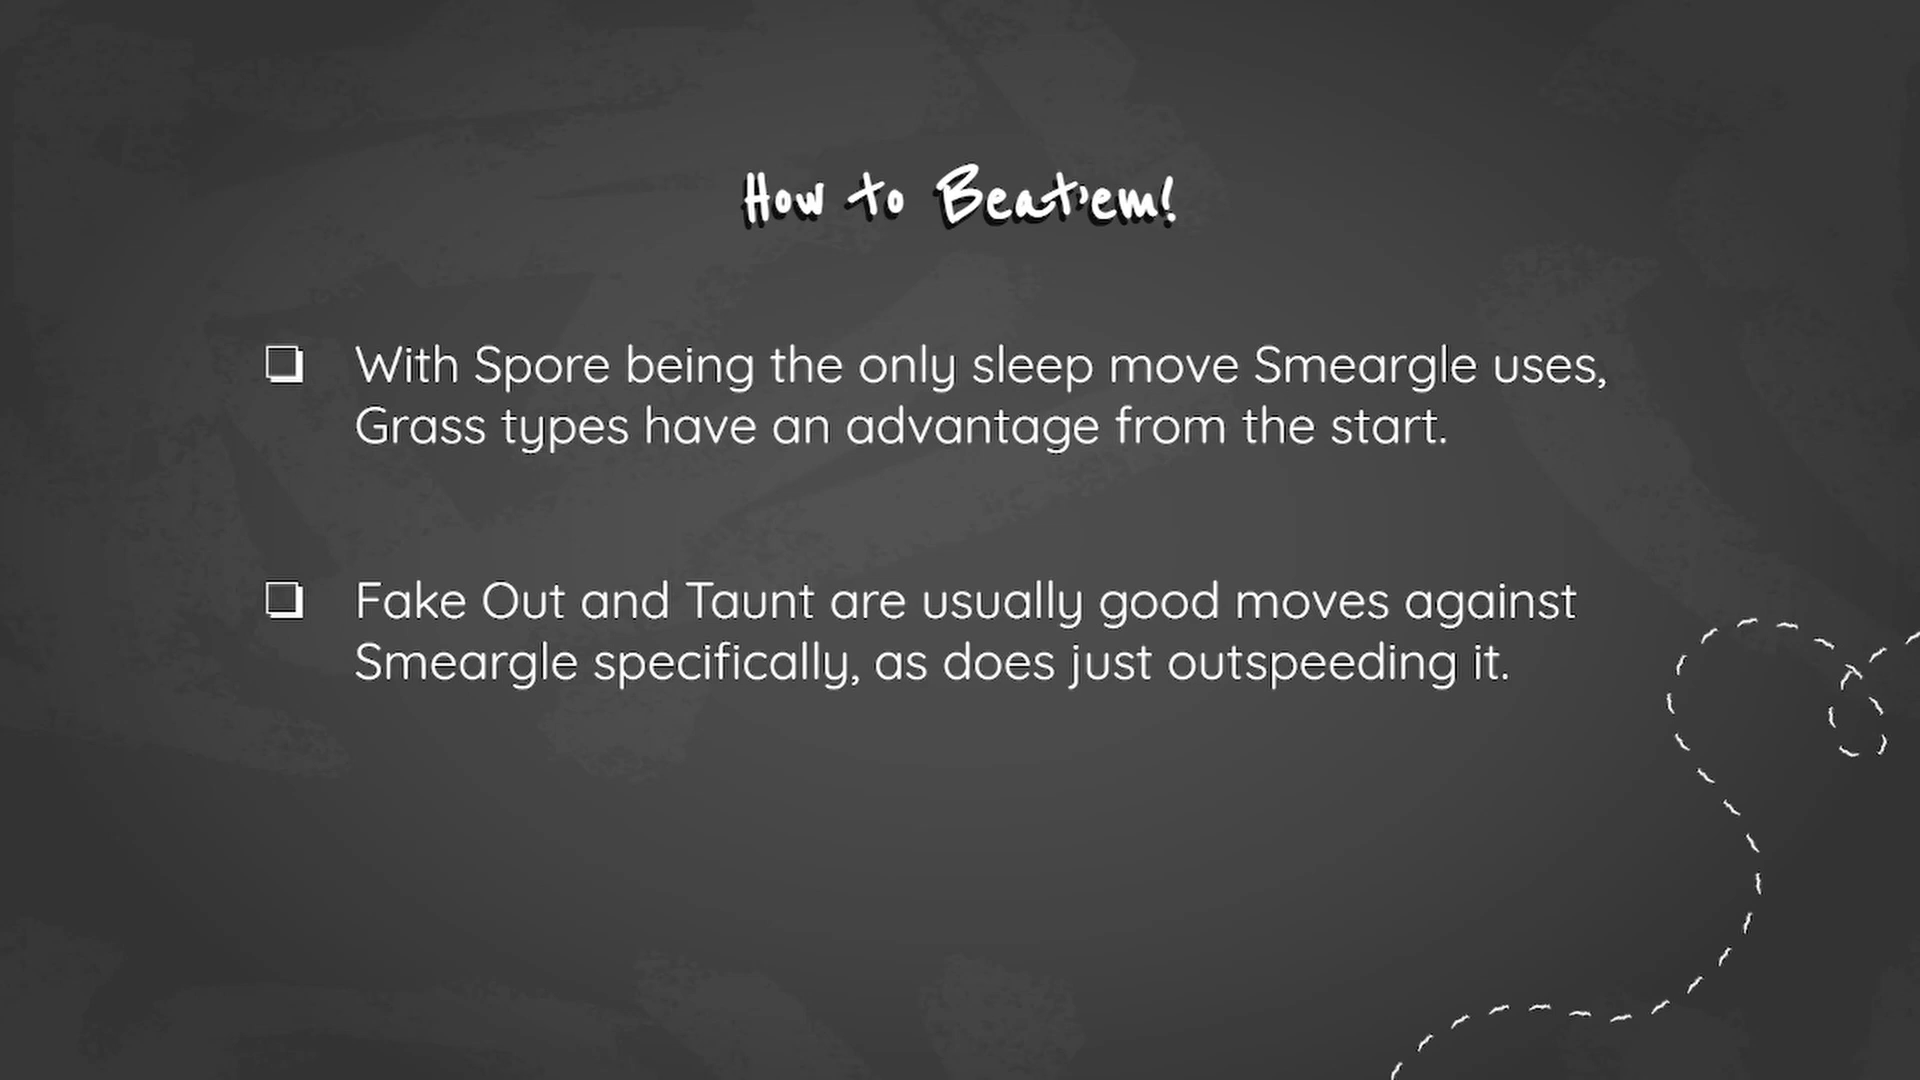 How to Beat'em!
❏ With Spore being the only sleep move Smeargle uses,
Grass types have an advantage from the start.
❏ Fake Out and Taunt are usually good moves against
Smeargle specifically, as does just outspeeding it.